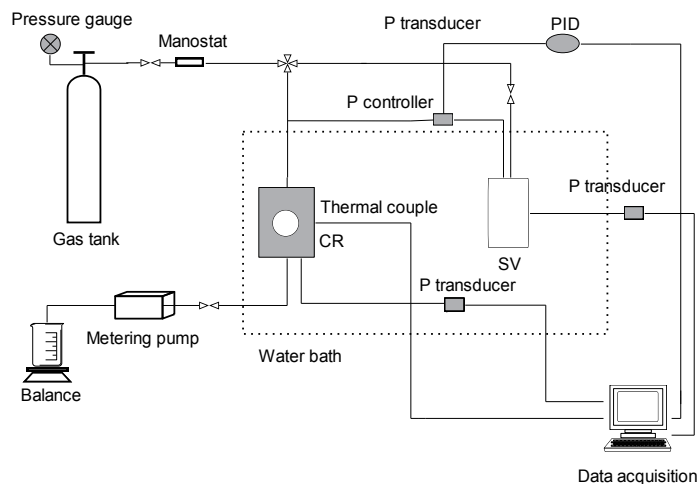 Pressure gauge
P transducer
PID
Manostat
P controller
Thermal couple
P transducer
CR
Gas tank
SV
P transducer
Metering pump
Water bath
Balance
Data acquisition